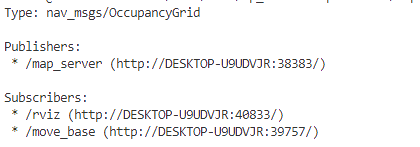 Type: nav_msgs/OccupancyGrid
Publishers:
* /map_server (http://DESKTOP-U9UDVJR:38383/)
Subscribers:
* /rviz (http://DESKTOP-U9UDVJR:40833/)
* /move_base (http://DESKTOP-U9UDVJR:39757/)